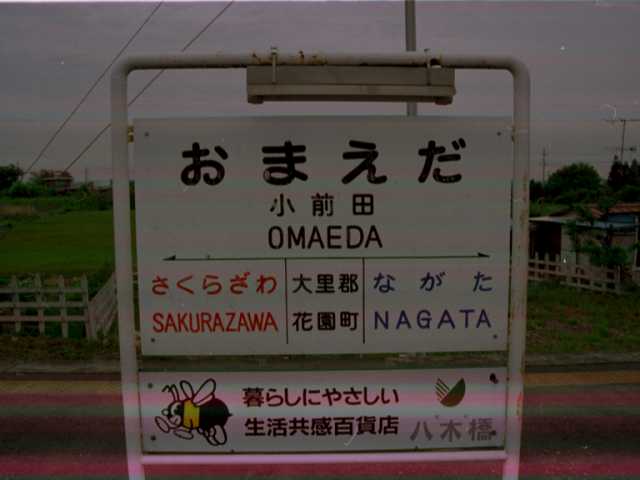 おまえだ
小前田
OMAEDA
さくらざわ 大里郡 ながた
SAKURAZAWA 花園町 NAGATA
暮らしにやさしい
生活共感百貨店 八木橋